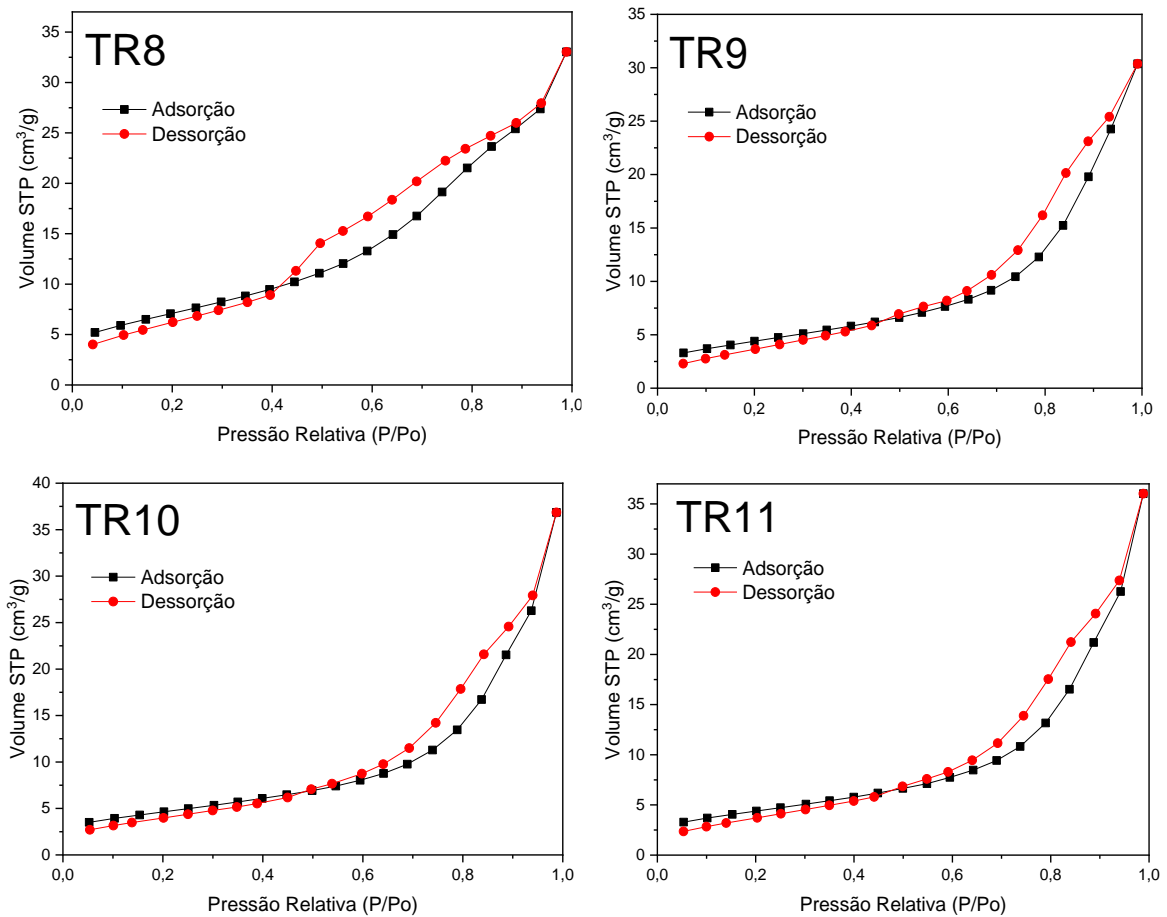 TR8
Adsorção
Dessorção
Volume STP (cm³/g)
35
30
25
20
15
10
5
0
0,0 0,2 0,4 0,6 0,8 1,0
Pressão Relativa (P/Po)
TR9
Adsorção
Dessorção
Volume STP (cm³/g)
35
30
25
20
15
10
5
0
0,0 0,2 0,4 0,6 0,8 1,0
Pressão Relativa (P/Po)
TR10
Adsorção
Dessorção
Volume STP (cm³/g)
40
35
30
25
20
15
10
5
0
0,0 0,2 0,4 0,6 0,8 1,0
Pressão Relativa (P/Po)
TR11
Adsorção
Dessorção
Volume STP (cm³/g)
35
30
25
20
15
10
5
0
0,0 0,2 0,4 0,6 0,8 1,0
Pressão Relativa (P/Po)